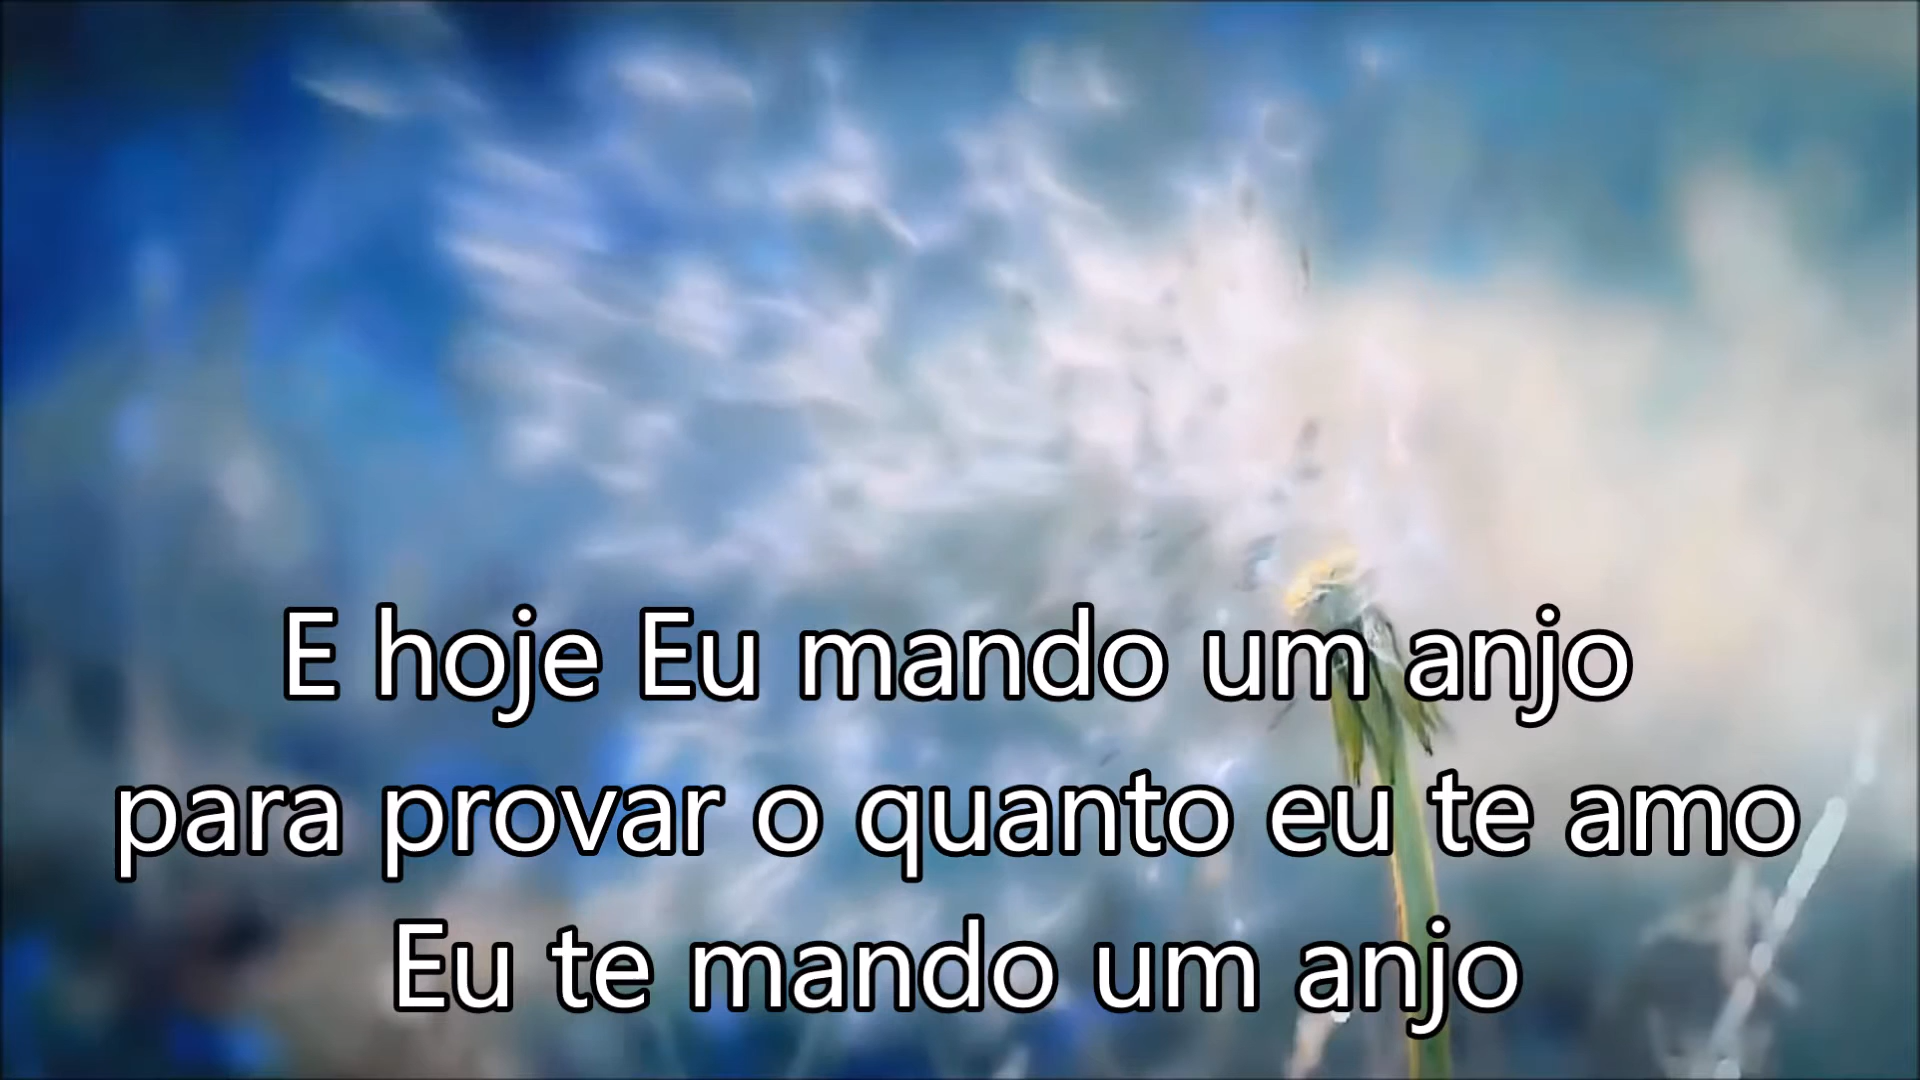 E hoje Eu mando um anjo
para provar o quanto eu te amo
Eu te mando um anjo